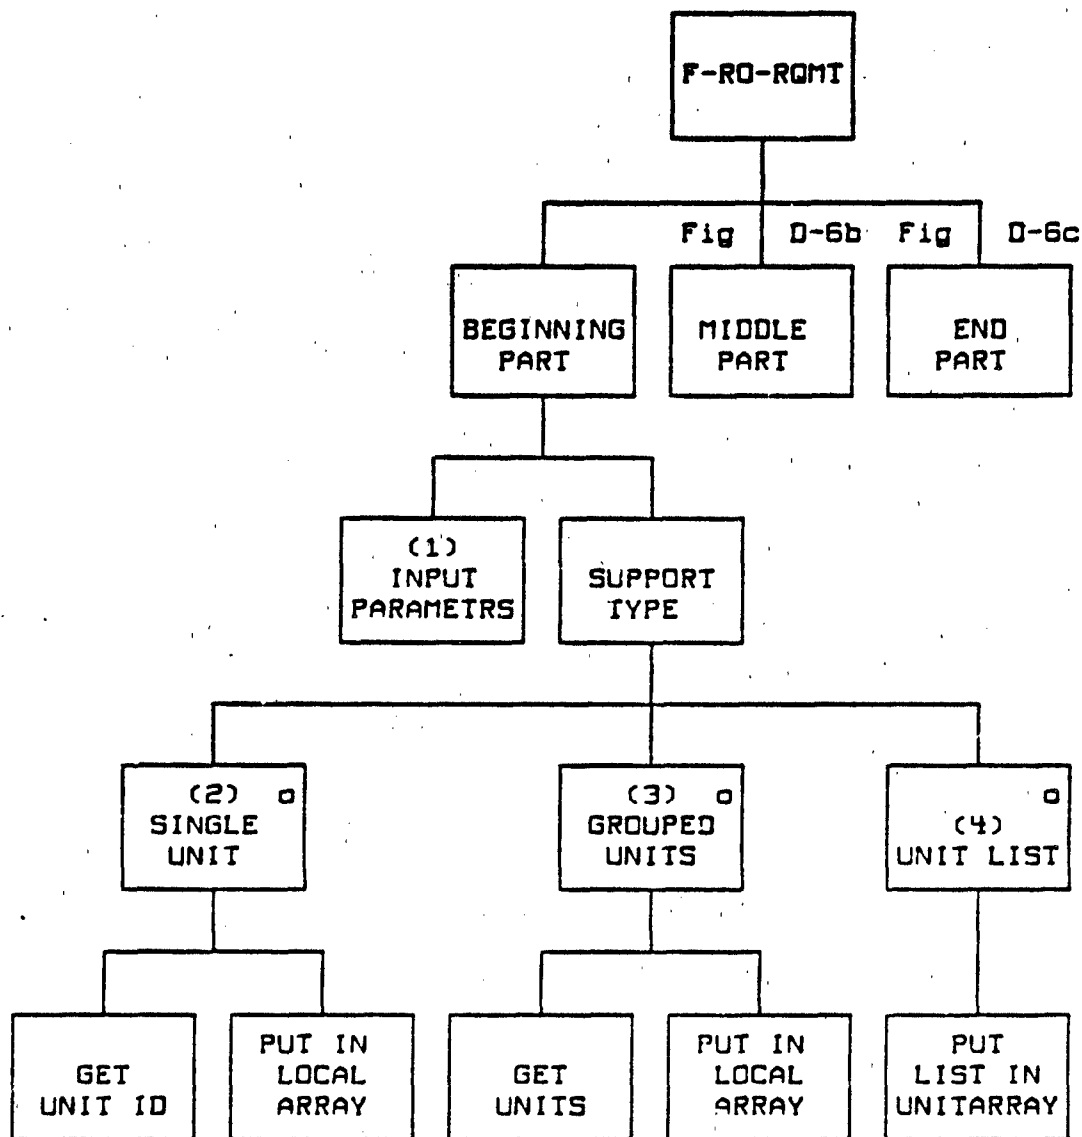 F-RO-RQMT
Fig D-6b Fig D-6c
BEGINNING
PART
MIDDLE
PART
END
PART
(1)
INPUT
PARAMETRS
SUPPORT
TYPE
(2) o
SINGLE
UNIT
(3) o
GROUPED
UNITS
o
(4)
UNIT LIST
GET
UNIT ID
PUT IN
LOCAL
ARRAY
GET
UNITS
PUT IN
LOCAL
ARRAY
PUT
LIST IN
UNITARRAY